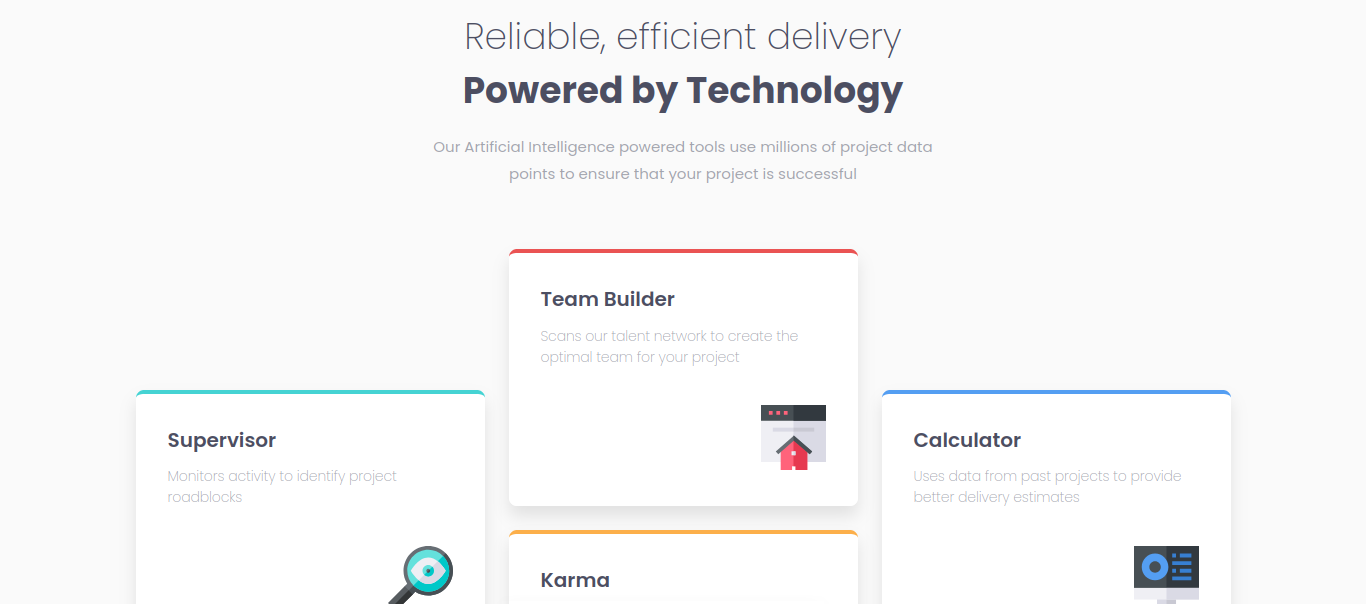 Reliable, efficient delivery
Powered by Technology
Our Artificial Intelligence powered tools use millions of project data
points to ensure that your project is successful
Team Builder
Scans our talent network to create the
optimal team for your project
Supervisor
Monitors activity to identify project
roadblocks
Calculator
Uses data from past projects to provide
better delivery estimates
Karma